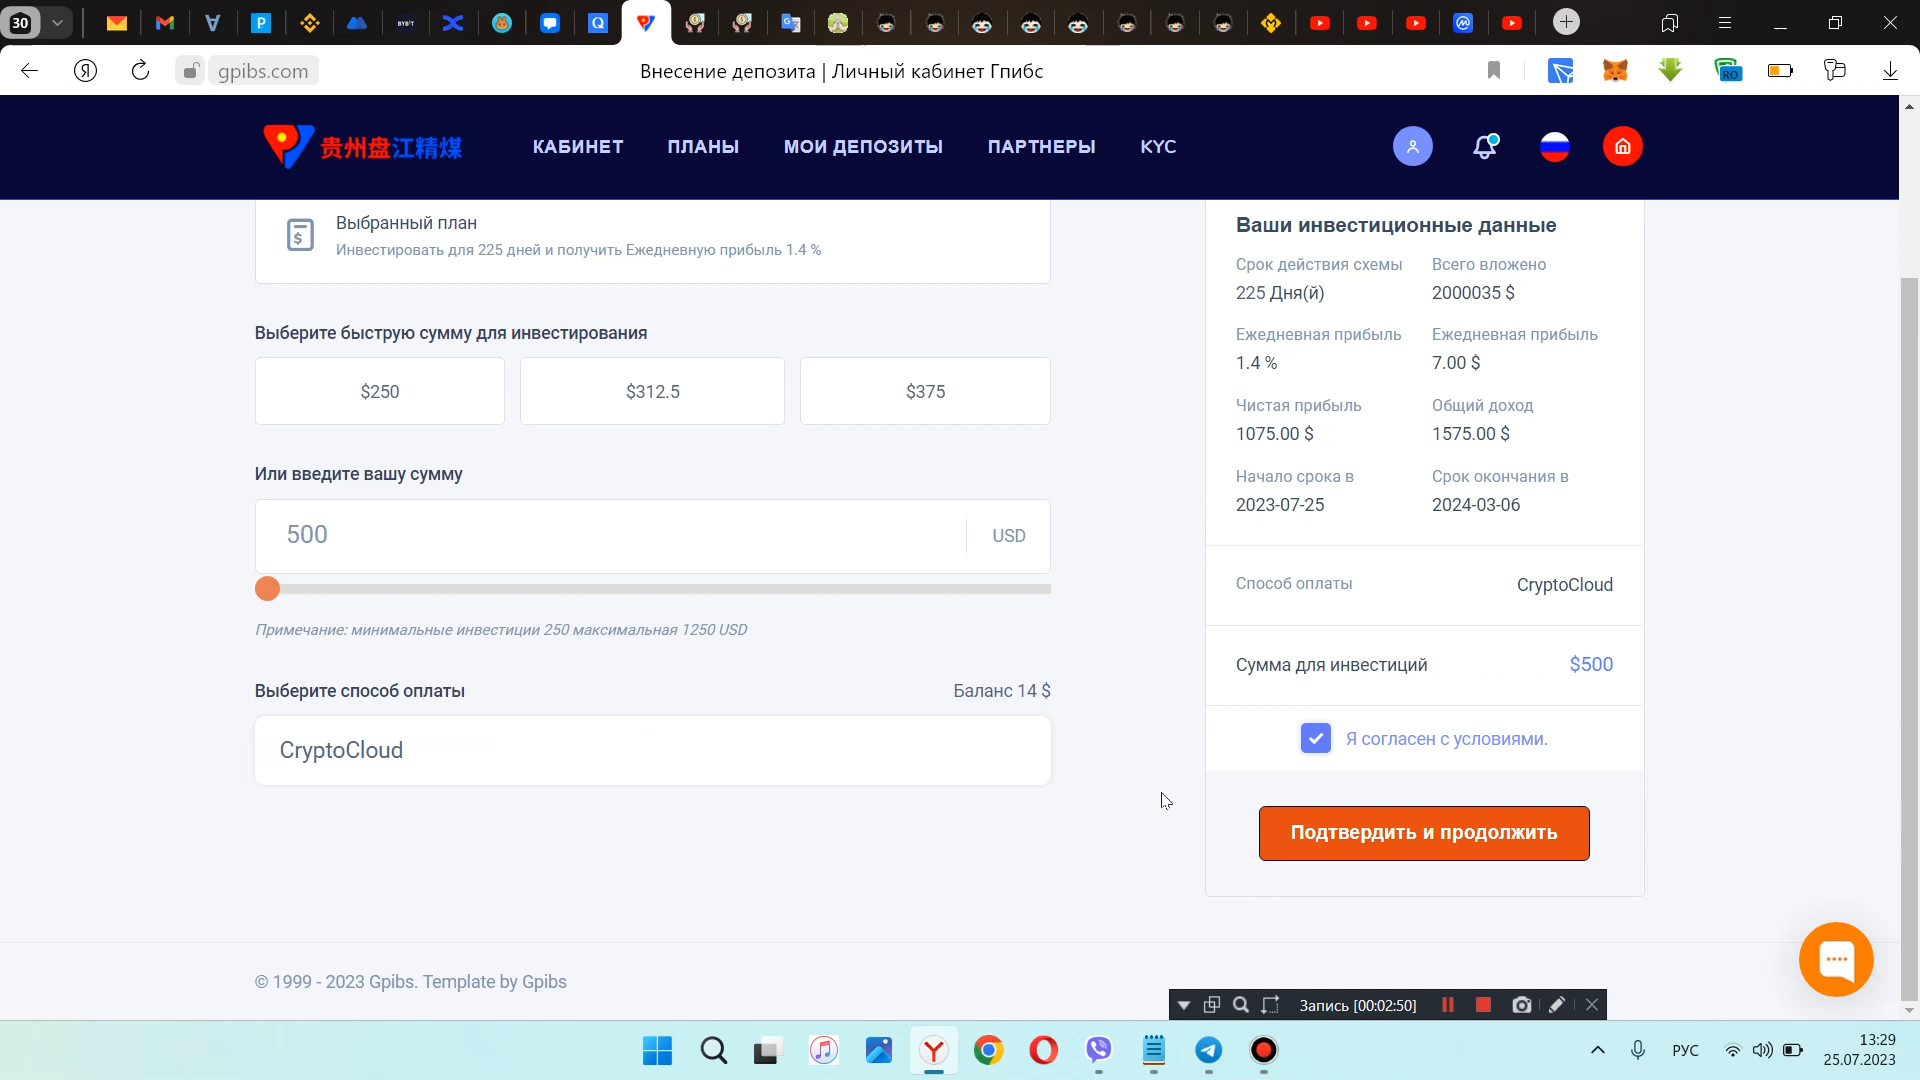 30
gpibs.com
Внесение депозита | Личный кабинет Гпибс
贵州盘江精煤
КАБИНЕТ
ПЛАНЫ
МОИ ДЕПОЗИТЫ
ПАРТНЕРЫ
KYC
Выбранный план
Инвестировать для 225 дней и получить Ежедневную прибыль 1.4 %
Выберите быструю сумму для инвестирования
$250
$312.5
$375
Или введите вашу сумму
500
USD
Примечание: минимальные инвестиции 250 максимальная 1250 USD
Выберите способ оплаты
Баланс 14 $
CryptoCloud
Ваши инвестиционные данные
Срок действия схемы
Всего вложено
225 Дня(й)
2000035 $
Ежедневная прибыль
Ежедневная прибыль
1.4 %
7.00 $
Чистая прибыль
Общий доход
1075.00 $
1575.00 $
Начало срока в
Срок окончания в
2023-07-25
2024-03-06
Способ оплаты
CryptoCloud
Сумма для инвестиций
$500
Я согласен с условиями.
Подтвердить и продолжить
© 1999 - 2023 Gpibs. Template by Gpibs
Запись [00:02:50]
РУС
13:29
25.07.2023